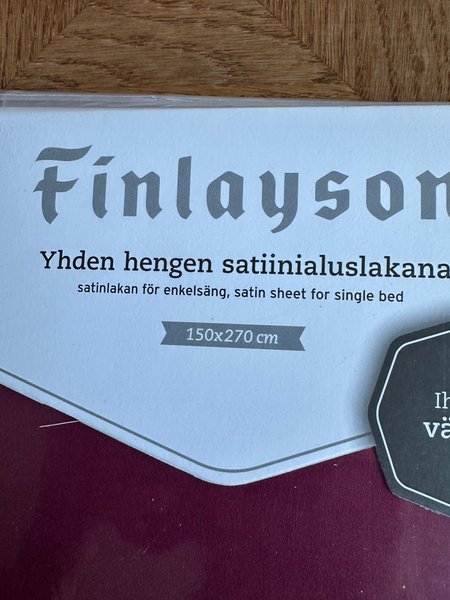 Finlayson
Yhden hengen satiinialuslakana
satinlakan för enkelsäng, satin sheet for single bed
150x270 cm